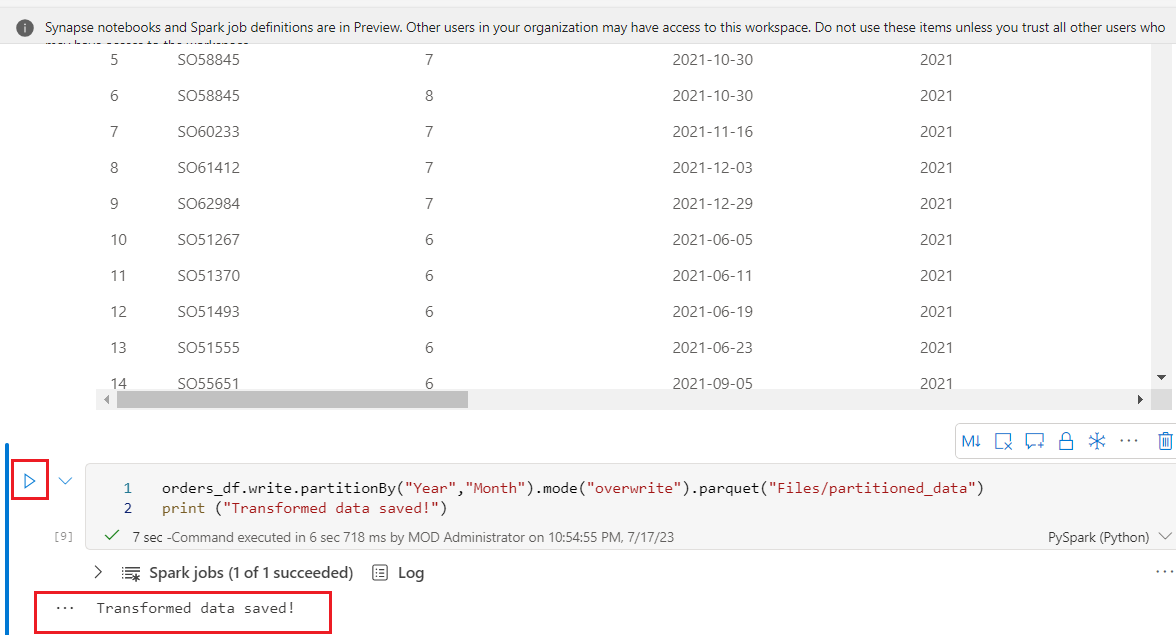 Synapse notebooks and Spark job definitions are in Preview. Other users in your organization may have access to this workspace. Do not use these items unless you trust all other users who
may have access to the workspace.
5 SO58845 7 2021-10-30 2021
6 SO58845 8 2021-10-30 2021
7 SO60233 7 2021-11-16 2021
8 SO61412 7 2021-12-03 2021
9 SO62984 7 2021-12-29 2021
10 SO51267 6 2021-06-05 2021
11 SO51370 6 2021-06-11 2021
12 SO51493 6 2021-06-19 2021
13 SO51555 6 2021-06-23 2021
14 SO55651 6 2021-09-05 2021
M↓ ···
1 orders_df.write.partitionBy("Year","Month").mode("overwrite").parquet("Files/partitioned_data")
2 print ("Transformed data saved!")
[9] 7 sec -Command executed in 6 sec 718 ms by MOD Administrator on 10:54:55 PM, 7/17/23 PySpark (Python)
Spark jobs (1 of 1 succeeded) Log ···
··· Transformed data saved!